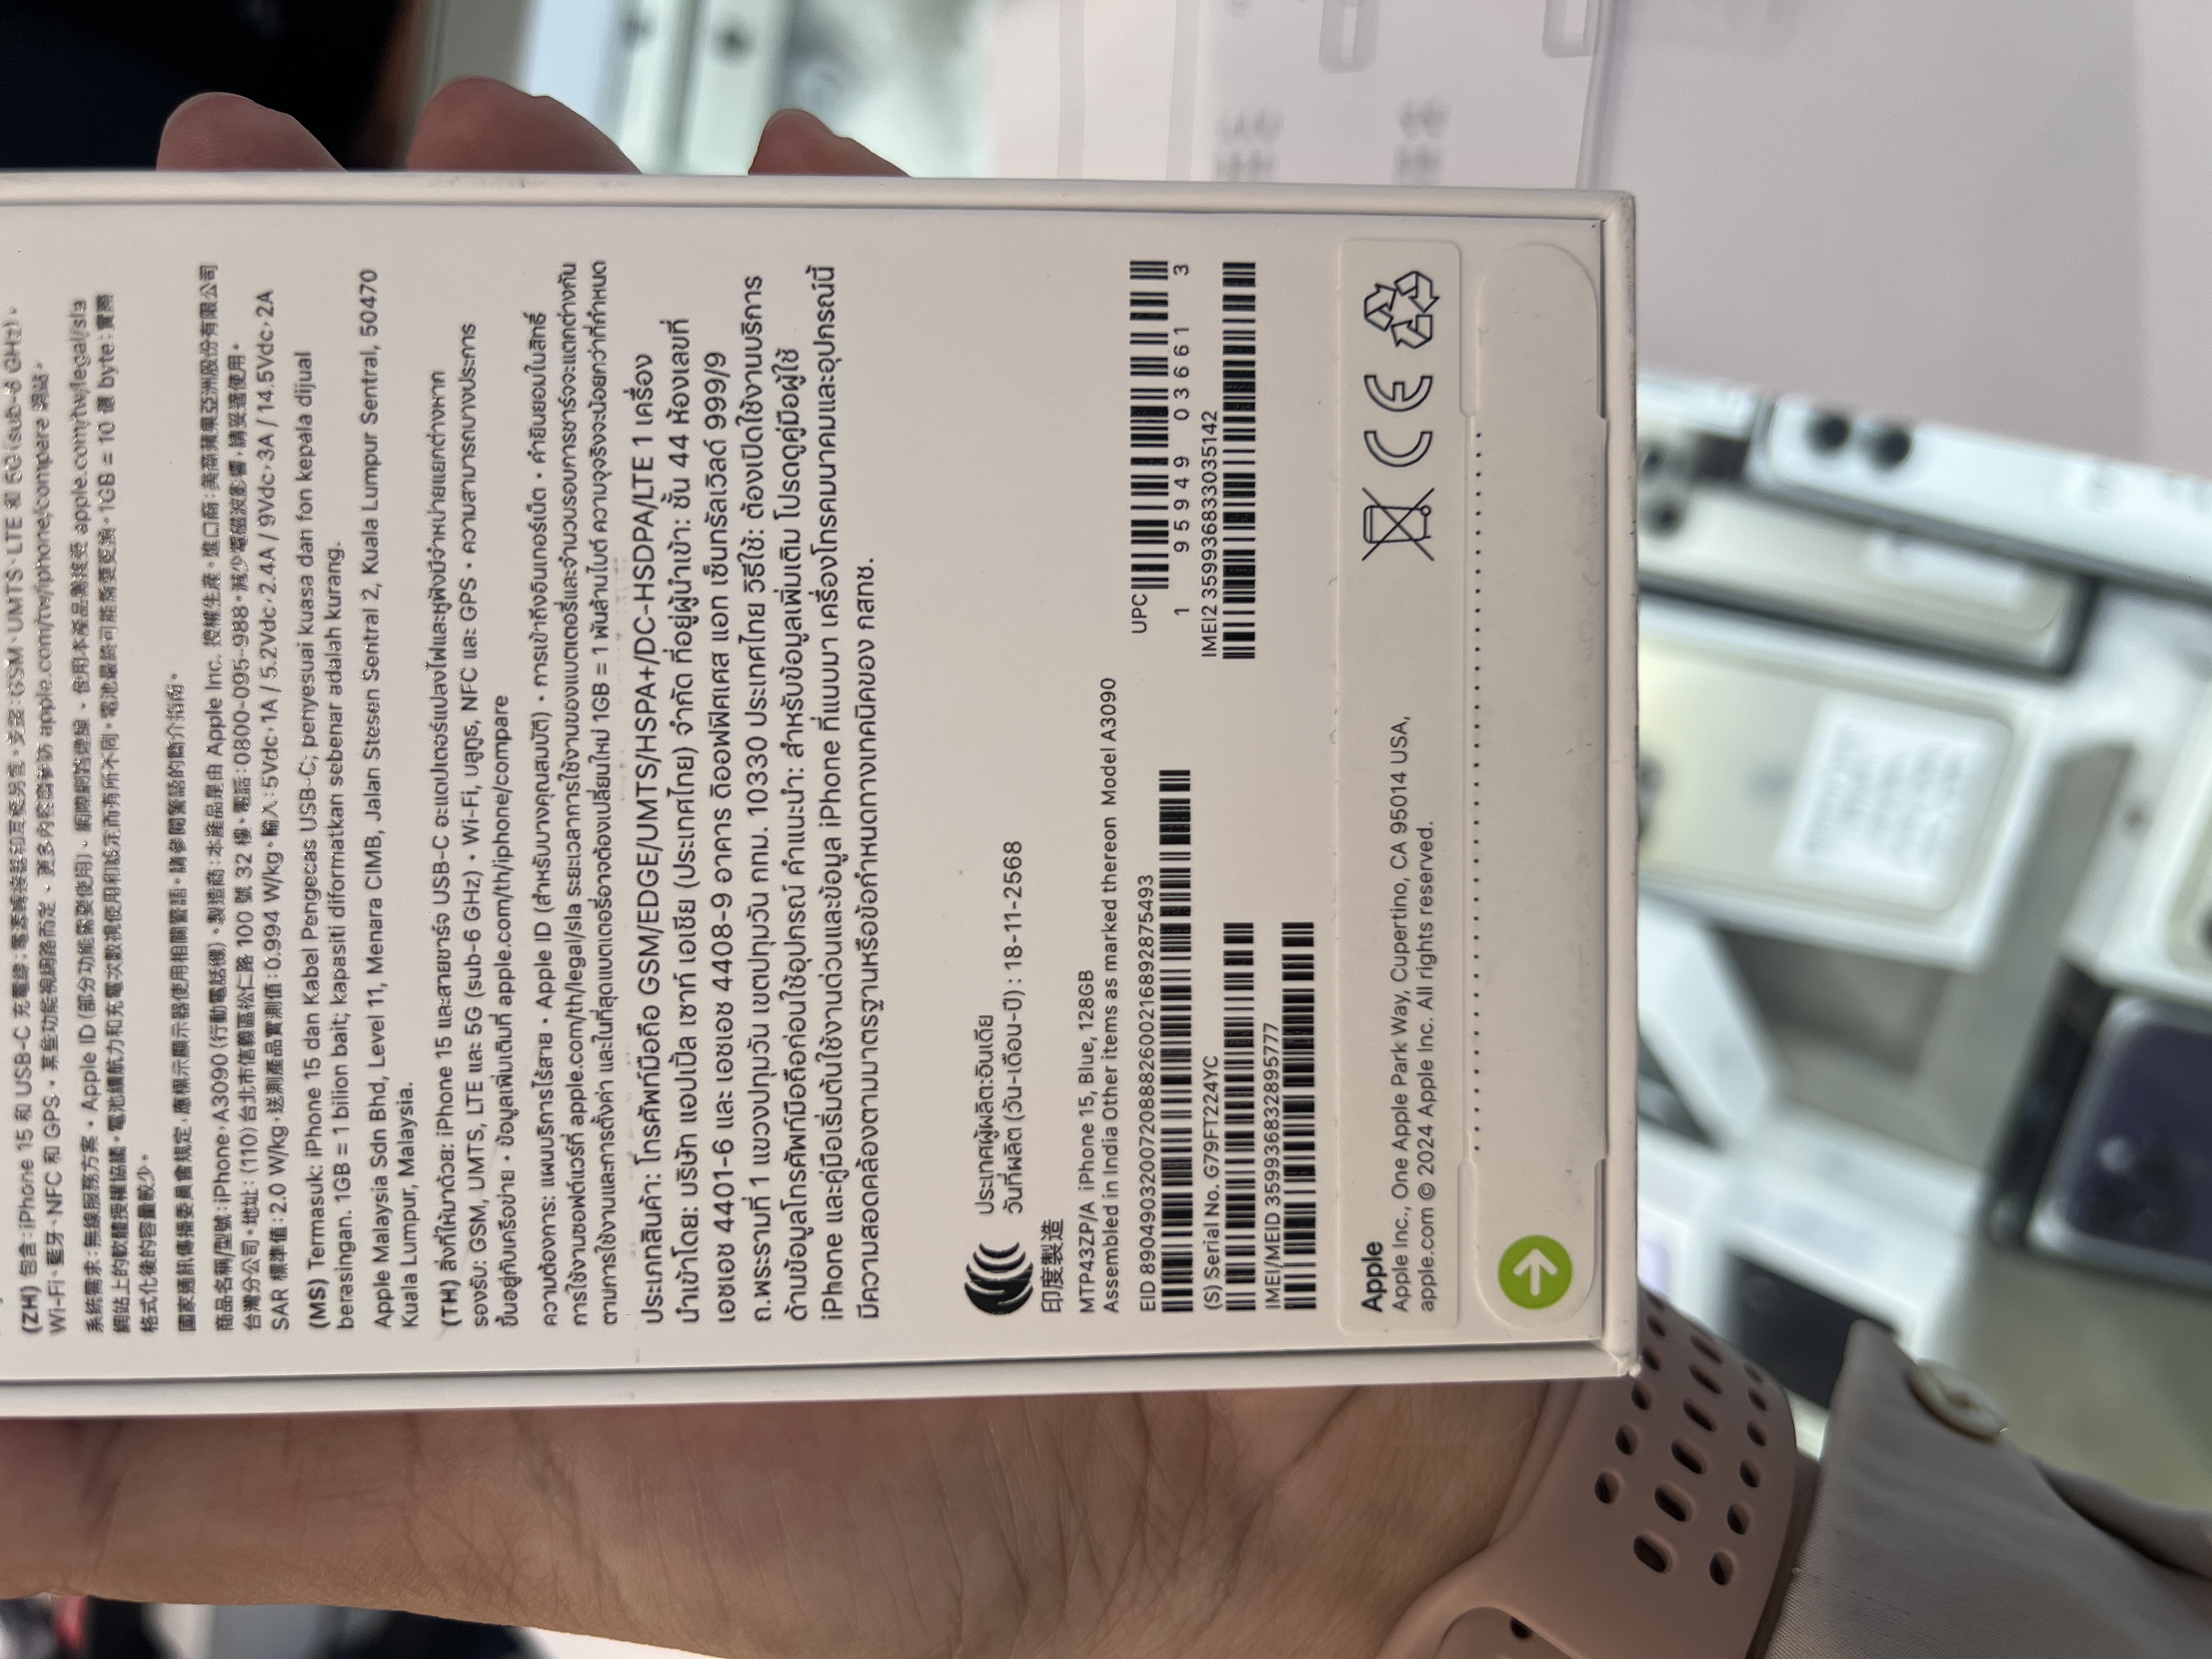 (ZH) 包含:iPhone 15 和 USB-C 充電線;電源轉接器和耳機另售。支援:GSM、UMTS、LTE 和 5G (sub-6 GHz)。
Wi-Fi、藍牙、NFC 和 GPS。某些功能視網路而定。更多內容請參訪 apple.com/tw/iphone/compare 網站。
系統需求:無線服務方案。Apple ID (部分功能需要使用)、網際網路連線。使用本產品需接受 apple.com/tw/legal/sla
網站上的軟體授權協議。電池續航力和充電次數視使用和設定而有所不同。電池最終可能需要更換。1GB = 10 億 byte;實際
格式化後的容量較少。
國家通訊傳播委員會規定,應標示顯示器使用相關警語。請參閱警語的簡介指南。
商品名稱/型號:iPhone,A3090 (行動電話機)。製造商:本產品是由 Apple Inc. 授權生產。進口商:美商蘋果亞洲股份有限公司
台灣分公司。地址:(110) 台北市信義區松仁路 100 號 32 樓。電話:0800-095-988。減少電磁波影響,請妥適使用。
SAR 標準值:2.0 W/kg,送測產品實測值:0.994 W/kg。輸入:5Vdc,1A / 5.2Vdc,2.4A / 9Vdc,3A / 14.5Vdc,2A
(MS) Termasuk: iPhone 15 dan Kabel Pengecas USB-C; penyesuai kuasa dan fon kepala dijual
berasingan. 1GB = 1 bilion bait; kapasiti diformatkan sebenar adalah kurang.
Apple Malaysia Sdn Bhd, Level 11, Menara CIMB, Jalan Stesen Sentral 2, Kuala Lumpur Sentral, 50470
Kuala Lumpur, Malaysia.
(TH) สิ่งที่ให้มาด้วย: iPhone 15 และสายชาร์จ USB-C อะแดปเตอร์แปลงไฟและหูฟังมีจำหน่ายแยกต่างหาก
รองรับ: GSM, UMTS, LTE และ 5G (sub-6 GHz) • Wi-Fi, บลูทูธ, NFC และ GPS • ความสามารถบางประการ
ขึ้นอยู่กับเครือข่าย • ข้อมูลเพิ่มเติมที่ apple.com/th/iphone/compare
ความต้องการ: แผนบริการไร้สาย • Apple ID (สำหรับบางคุณสมบัติ) • การเข้าถึงอินเทอร์เน็ต • คำยินยอมในสิทธิ์
การใช้งานซอฟต์แวร์ที่ apple.com/th/legal/sla ระยะเวลาการใช้งานของแบตเตอรี่และจำนวนรอบการชาร์จจะแตกต่างกัน
ตามการใช้งานและการตั้งค่า และในที่สุดแบตเตอรี่อาจต้องเปลี่ยนใหม่ 1GB = 1 พันล้านไบต์ ความจุจริงจะน้อยกว่าที่กำหนด
ประเภทสินค้า: โทรศัพท์มือถือ GSM/EDGE/UMTS/HSPA+/DC-HSDPA/LTE 1 เครื่อง
นำเข้าโดย: บริษัท แอปเปิ้ล เซาท์ เอเชีย (ประเทศไทย) จำกัด ที่อยู่ผู้นำเข้า: ชั้น 44 ห้องเลขที่
เอชเอช 4401-6 และ เอชเอช 4408-9 อาคาร ดิออฟฟิศเศส แอท เซ็นทรัลเวิลด์ 999/9
ถ.พระรามที่ 1 แขวงปทุมวัน เขตปทุมวัน กทม. 10330 ประเทศไทย วิธีใช้: ต้องเปิดใช้งานบริการ
ด้านข้อมูลโทรศัพท์มือถือก่อนใช้อุปกรณ์ คำแนะนำ: สำหรับข้อมูลเพิ่มเติม โปรดดูคู่มือผู้ใช้
iPhone และคู่มือเริ่มต้นใช้งานด่วนและข้อมูล iPhone ที่แนบมา เครื่องโทรคมนาคมและอุปกรณ์นี้
มีความสอดคล้องตามมาตรฐานหรือข้อกำหนดทางเทคนิคของ กสทช.
ประเทศผู้ผลิต:อินเดีย
วันที่ผลิต (วัน-เดือน-ปี) : 18-11-2568
印度製造
MTP43ZP/A iPhone 15, Blue, 128GB
Assembled in India Other items as marked thereon Model A3090
EID 89049032007208882600216892875493
UPC
1 95949 03661 3
(S) Serial No. G79FT224YC
IMEI2 359936833035142
IMEI/MEID 359936832895777
Apple
Apple Inc., One Apple Park Way, Cupertino, CA 95014 USA,
apple.com © 2024 Apple Inc. All rights reserved.
CE